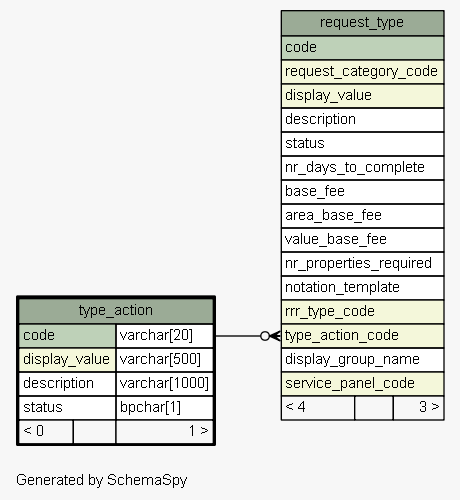 request_type
code
request_category_code
display_value
description
status
nr_days_to_complete
base_fee
area_base_fee
value_base_fee
nr_properties_required
notation_template
rrr_type_code
type_action_code
display_group_name
service_panel_code
< 4 3 >
type_action
code varchar[20]
display_value varchar[500]
description varchar[1000]
status bpchar[1]
< 0 1 >
Generated by SchemaSpy